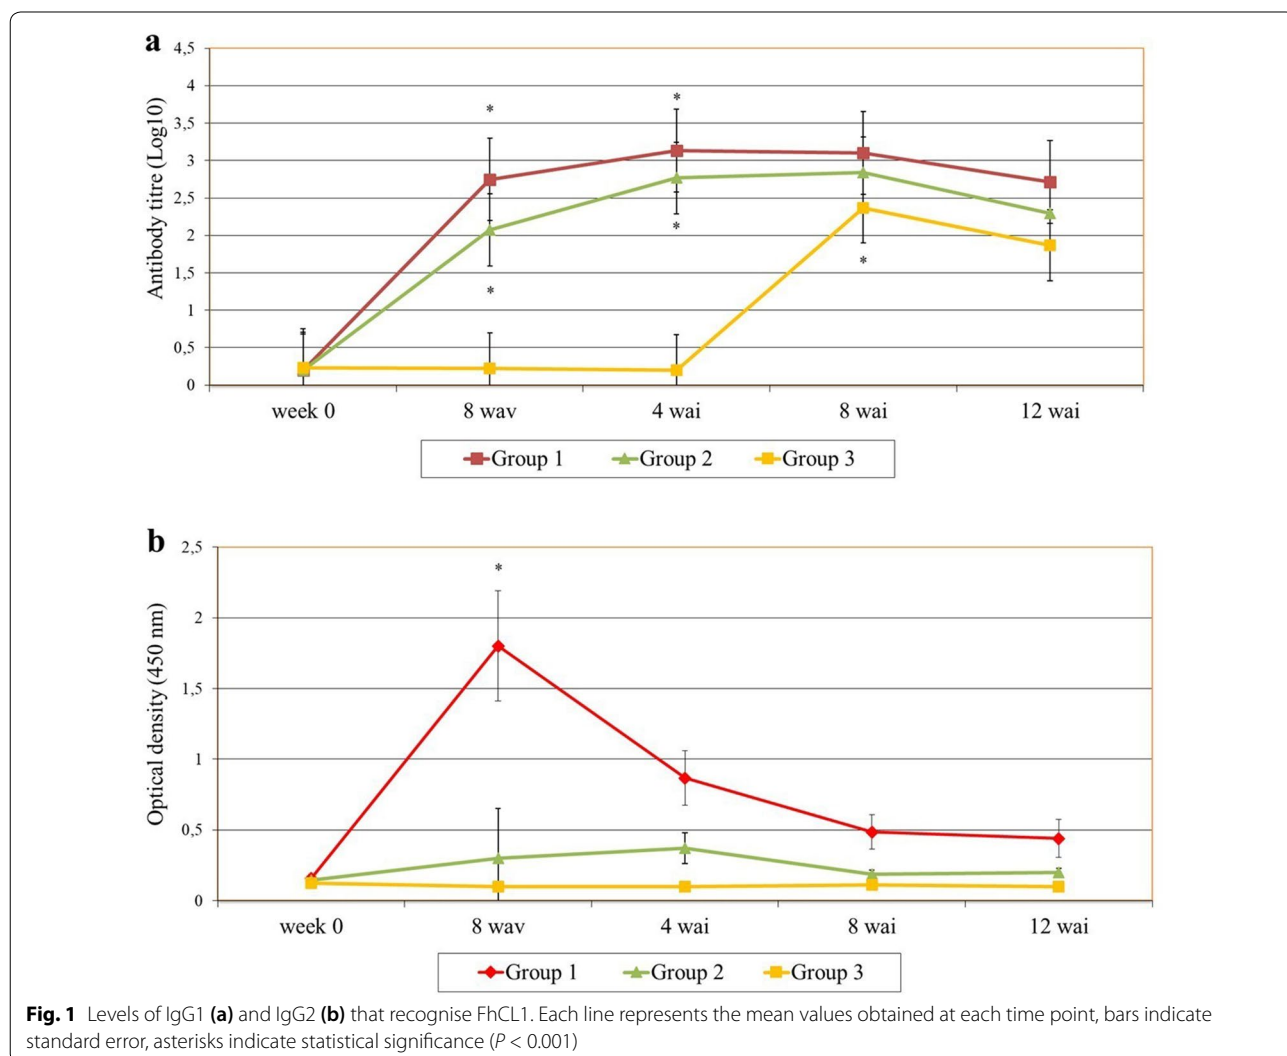 a
4,5
4
3,5
3
2,5
2
1,5
1
0,5
0
Antibody titre (Log10)
*
*
*
*
*
week 0
8 wav
4 wai
8 wai
12 wai
Group 1
Group 2
Group 3
b
2,5
2
1,5
1
0,5
0
Optical density (450 nm)
*
week 0
8 wav
4 wai
8 wai
12 wai
Group 1
Group 2
Group 3
Fig. 1 Levels of IgG1 (a) and IgG2 (b) that recognise FhCL1. Each line represents the mean values obtained at each time point, bars indicate
standard error, asterisks indicate statistical significance (P < 0.001)